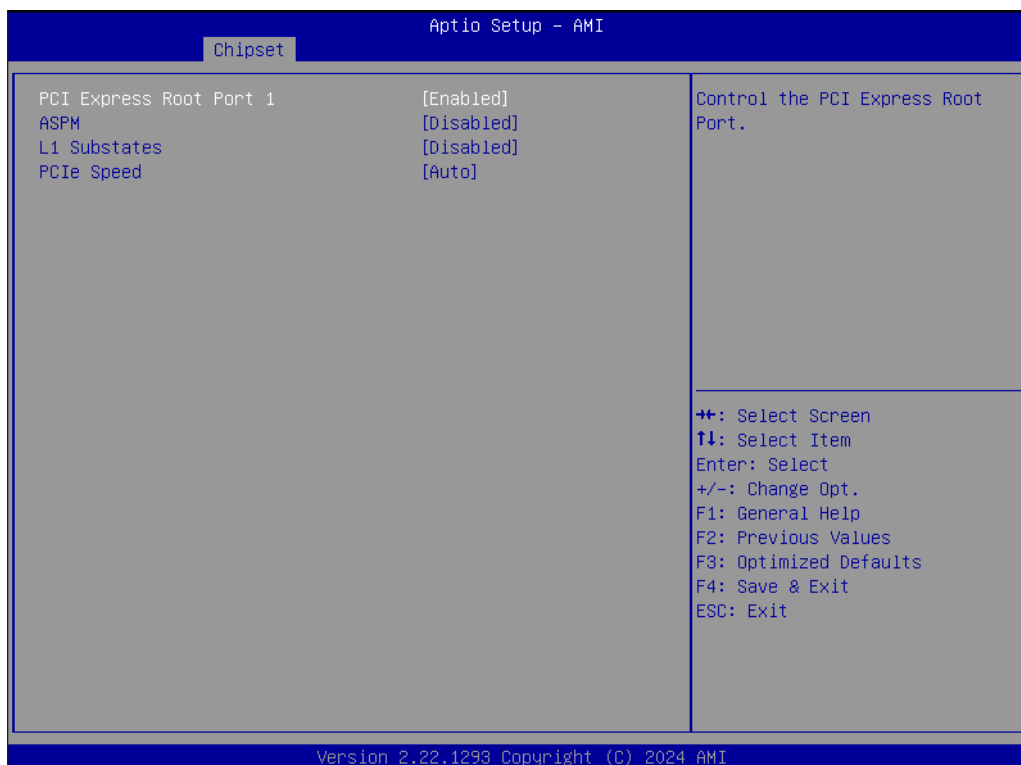 Aptio Setup – AMI
Chipset
PCI Express Root Port 1 [Enabled]
ASPM [Disabled]
L1 Substates [Disabled]
PCIe Speed [Auto]
Control the PCI Express Root
Port.
→←: Select Screen
↑↓: Select Item
Enter: Select
+/-: Change Opt.
F1: General Help
F2: Previous Values
F3: Optimized Defaults
F4: Save & Exit
ESC: Exit
Version 2.22.1293 Copyright (C) 2024 AMI